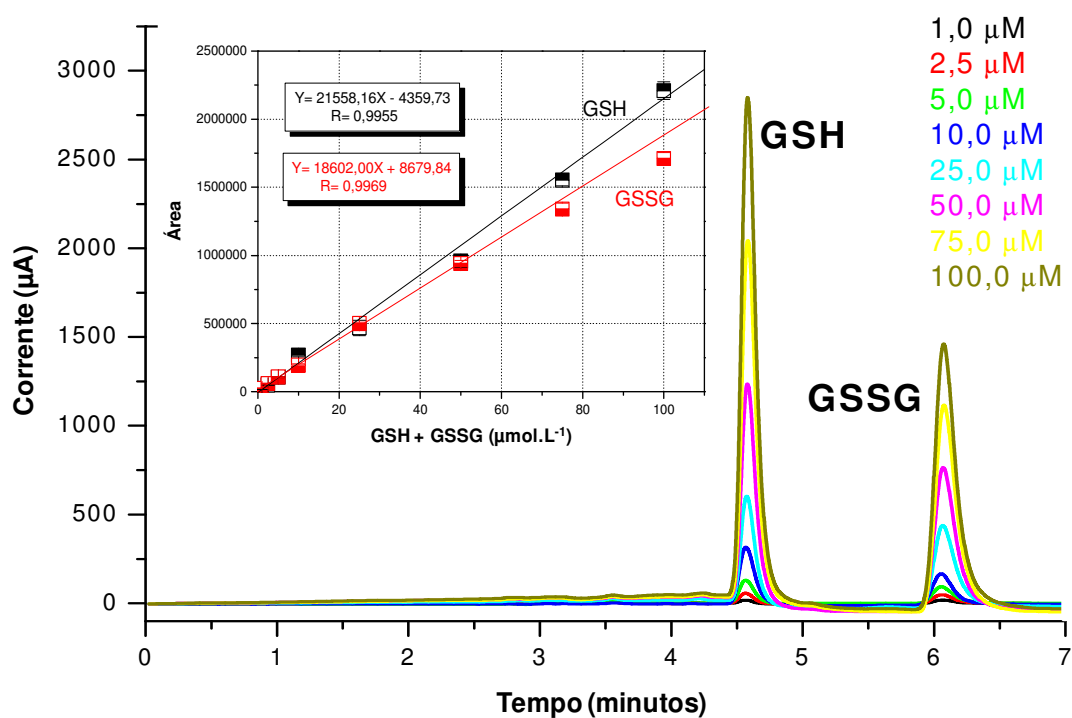 3000
2500
2000
1500
1000
500
0
Corrente (µA)
0
1
2
3
4
5
6
7
Tempo (minutos)
2500000
2000000
1500000
1000000
500000
0
Área
0
20
40
60
80
100
GSH + GSSG (µmol.L⁻¹)
Y= 21558,16X - 4359,73
R= 0,9955
Y= 18602,00X + 8679,84
R= 0,9969
GSH
GSSG
GSH
GSSG
1,0 µM
2,5 µM
5,0 µM
10,0 µM
25,0 µM
50,0 µM
75,0 µM
100,0 µM